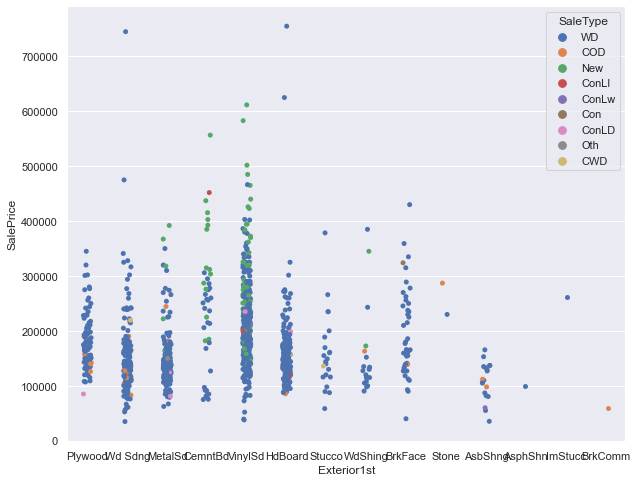 SaleType
WD
COD
New
ConLI
ConLw
Con
ConLD
Oth
CWD
SalePrice
700000
600000
500000
400000
300000
200000
100000
0
Plywood Wd Sdng MetalSd CemntBd VinylSd HdBoard Stucco WdShing BrkFace Stone AsbShng AsphShn ImStucc BrkComm
Exterior1st